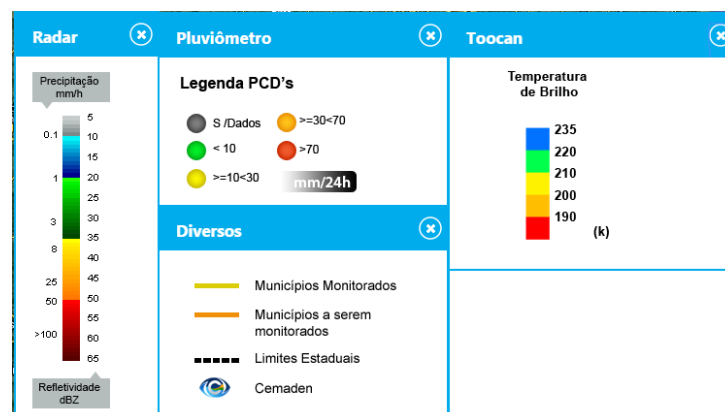 Radar
Precipitação
mm/h
5
0.1 10
15
1 20
25
3 30
35
8 40
45
25 50
50 55
>100 60
65
Refletividade
dBZ
Pluviômetro
Legenda PCD's
S /Dados
>=30<70
< 10
>70
>=10<30
mm/24h
Diversos
Municípios Monitorados
Municípios a serem
monitorados
Limites Estaduais
Cemaden
Toocan
Temperatura
de Brilho
235
220
210
200
190
(k)